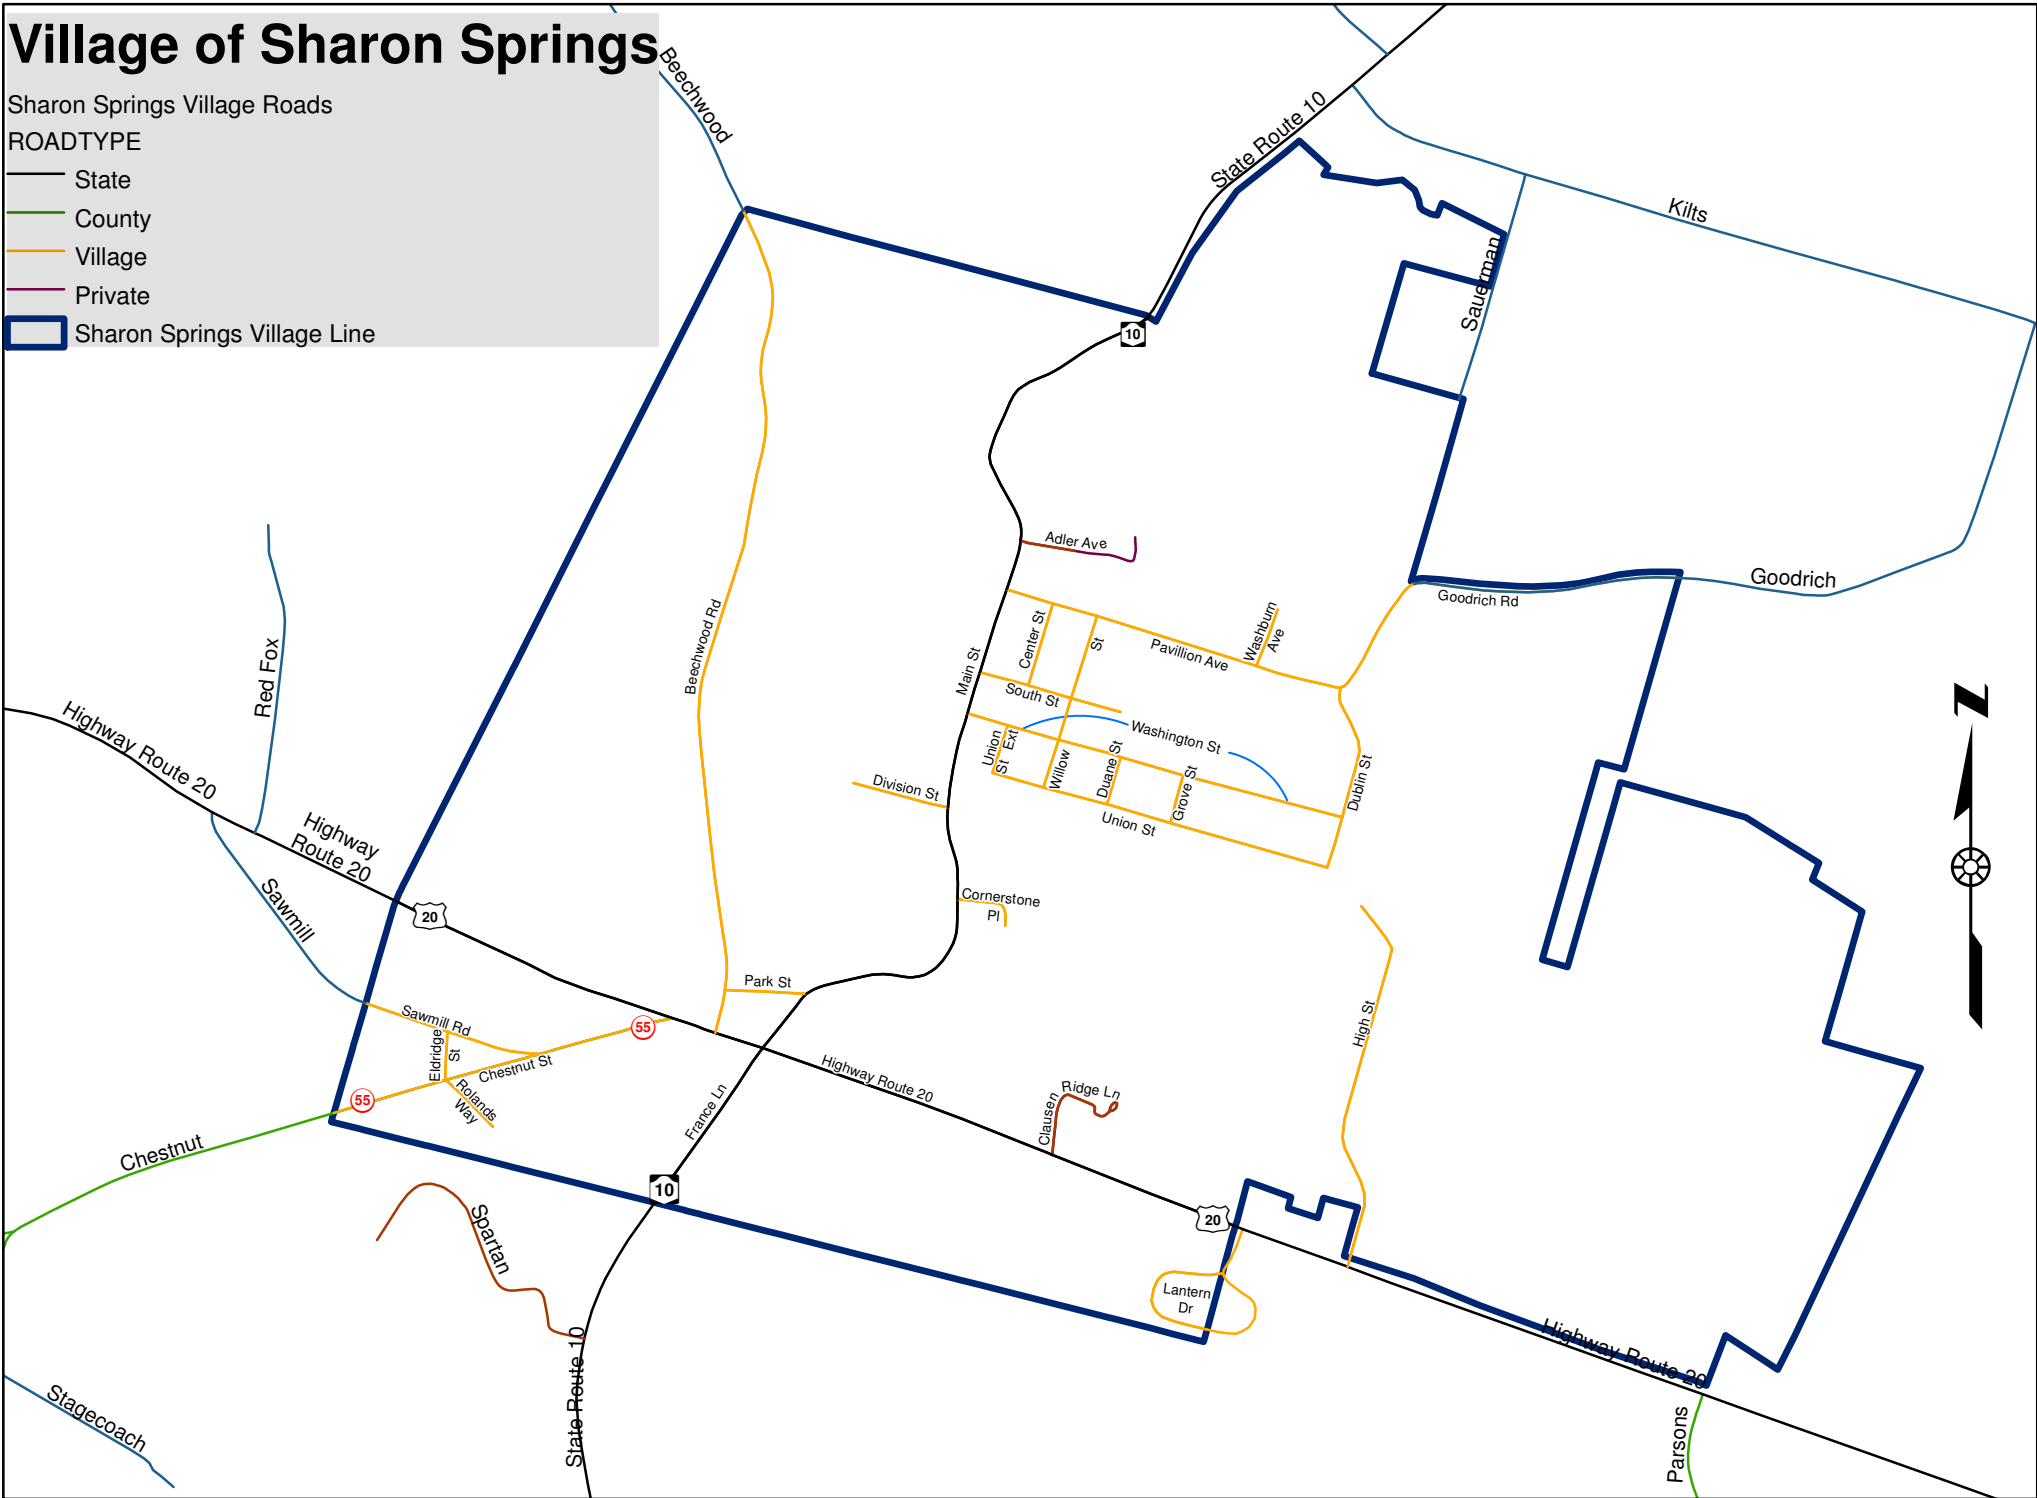 Village of Sharon Springs
Sharon Springs Village Roads
ROADTYPE
State
County
Village
Private
Sharon Springs Village Line
Beechwood
State Route 10
Kilts
Sauerman
10
Adler Ave
Goodrich
Goodrich Rd
Beechwood Rd
Center St
St
Pavillion Ave
Washburn
Ave
Main St
South St
Washington St
Union
St
Ext
Willow
Duane St
Grove St
Dublin St
Union St
Division St
Red Fox
Highway Route 20
Highway
Route 20
Sawmill
20
Cornerstone
Pl
Park St
High St
Sawmill Rd
Eldridge
St
55
Chestnut St
Rolands
Way
55
Highway Route 20
France Ln
Clausen
Ridge Ln
Chestnut
10
20
Spartan
Lantern
Dr
State Route 10
Highway Route 20
Stagecoach
Parsons
N